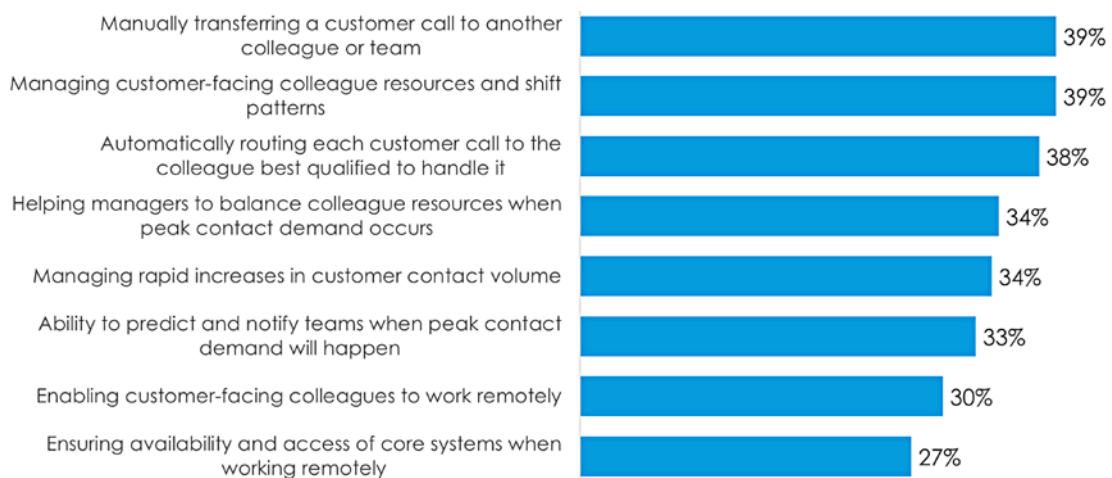 Manually transferring a customer call to another
colleague or team
39%
Managing customer-facing colleague resources and shift
patterns
39%
Automatically routing each customer call to the
colleague best qualified to handle it
38%
Helping managers to balance colleague resources when
peak contact demand occurs
34%
Managing rapid increases in customer contact volume
34%
Ability to predict and notify teams when peak contact
demand will happen
33%
Enabling customer-facing colleagues to work remotely
30%
Ensuring availability and access of core systems when
working remotely
27%